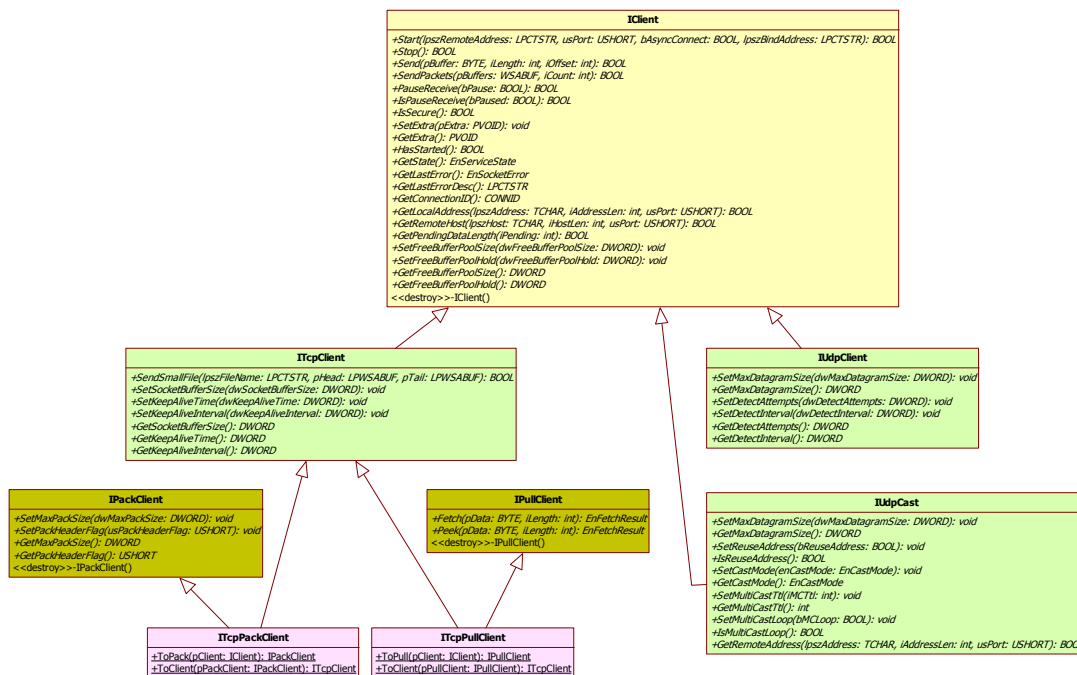 IClient
+Start(lpszRemoteAddress: LPCTSTR, usPort: USHORT, bAsyncConnect: BOOL, lpszBindAddress: LPCTSTR): BOOL
+Stop(): BOOL
+Send(pBuffer: BYTE, iLength: int, iOffset: int): BOOL
+SendPackets(pBuffers: WSABUF, iCount: int): BOOL
+PauseReceive(bPause: BOOL): BOOL
+IsPauseReceive(bPaused: BOOL): BOOL
+IsSecure(): BOOL
+SetExtra(pExtra: PVOID): void
+GetExtra(): PVOID
+HasStarted(): BOOL
+GetState(): EnServiceState
+GetLastError(): EnSocketError
+GetLastErrorDesc(): LPCTSTR
+GetConnectionID(): CONNID
+GetLocalAddress(lpszAddress: TCHAR, iAddressLen: int, usPort: USHORT): BOOL
+GetRemoteHost(lpszHost: TCHAR, iHostLen: int, usPort: USHORT): BOOL
+GetPendingDataLength(iPending: int): BOOL
+SetFreeBufferPoolSize(dwFreeBufferPoolSize: DWORD): void
+SetFreeBufferPoolHold(dwFreeBufferPoolHold: DWORD): void
+GetFreeBufferPoolSize(): DWORD
+GetFreeBufferPoolHold(): DWORD
<<destroy>>-IClient()
ITcpClient
+SendSmallFile(lpszFileName: LPCTSTR, pHead: LPWSABUF, pTail: LPWSABUF): BOOL
+SetSocketBufferSize(dwSocketBufferSize: DWORD): void
+SetKeepAliveTime(dwKeepAliveTime: DWORD): void
+SetKeepAliveInterval(dwKeepAliveInterval: DWORD): void
+GetSocketBufferSize(): DWORD
+GetKeepAliveTime(): DWORD
+GetKeepAliveInterval(): DWORD
IUdpClient
+SetMaxDatagramSize(dwMaxDatagramSize: DWORD): void
+GetMaxDatagramSize(): DWORD
+SetDetectAttempts(dwDetectAttempts: DWORD): void
+SetDetectInterval(dwDetectInterval: DWORD): void
+GetDetectAttempts(): DWORD
+GetDetectInterval(): DWORD
IPackClient
+SetMaxPackSize(dwMaxPackSize: DWORD): void
+SetPackHeaderFlag(usPackHeaderFlag: USHORT): void
+GetMaxPackSize(): DWORD
+GetPackHeaderFlag(): USHORT
<<destroy>>-IPackClient()
IPullClient
+Fetch(pData: BYTE, iLength: int): EnFetchResult
+Peek(pData: BYTE, iLength: int): EnFetchResult
<<destroy>>-IPullClient()
IUdpCast
+SetMaxDatagramSize(dwMaxDatagramSize: DWORD): void
+GetMaxDatagramSize(): DWORD
+SetReuseAddress(bReuseAddress: BOOL): void
+IsReuseAddress(): BOOL
+SetCastMode(enCastMode: EnCastMode): void
+GetCastMode(): EnCastMode
+SetMultiCastTtl(iMCTtl: int): void
+GetMultiCastTtl(): int
+SetMultiCastLoop(bMCLoop: BOOL): void
+IsMultiCastLoop(): BOOL
+GetRemoteAddress(lpszAddress: TCHAR, iAddressLen: int, usPort: USHORT): BOOL
ITcpPackClient
+ToPack(pClient: IClient): IPackClient
+ToClient(pPackClient: IPackClient): ITcpClient
ITcpPullClient
+ToPull(pClient: IClient): IPullClient
+ToClient(pPullClient: IPullClient): ITcpClient